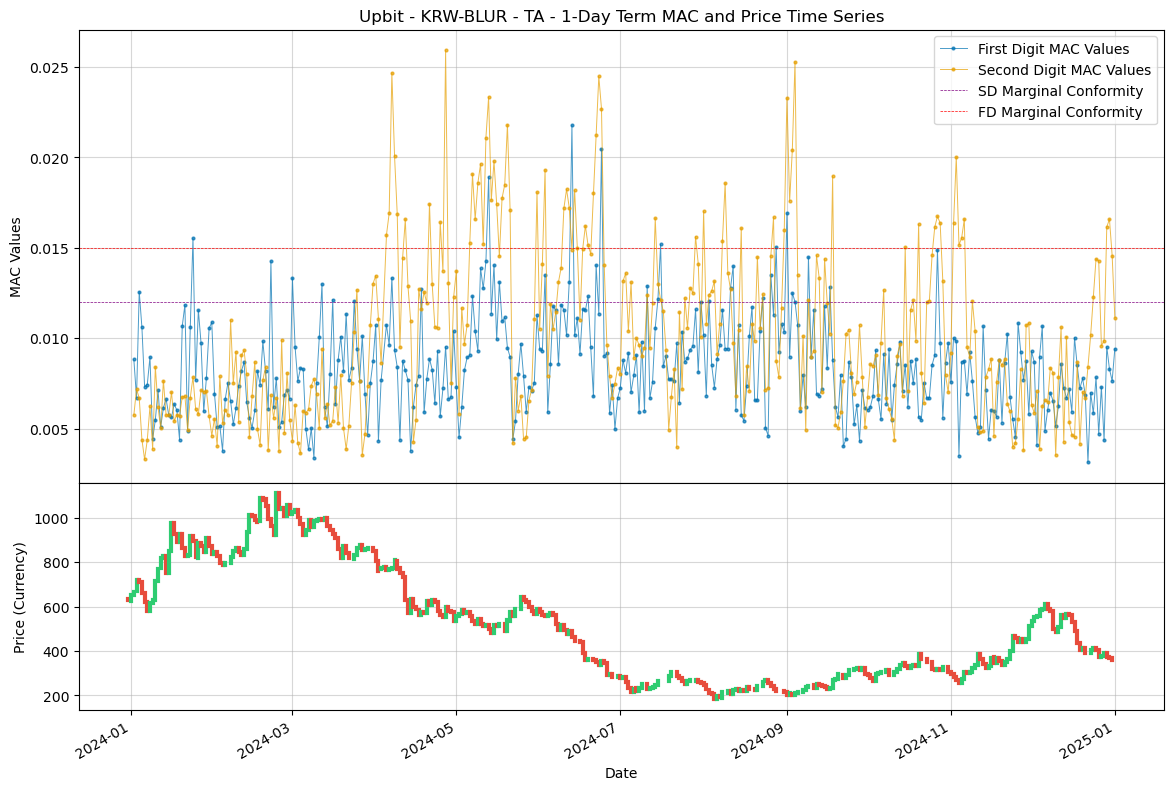 Upbit - KRW-BLUR - TA - 1-Day Term MAC and Price Time Series
First Digit MAC Values
Second Digit MAC Values
SD Marginal Conformity
FD Marginal Conformity
MAC Values
0.025
0.020
0.015
0.010
0.005
Price (Currency)
1000
800
600
400
200
2024-01
2024-03
2024-05
2024-07
2024-09
2024-11
2025-01
Date